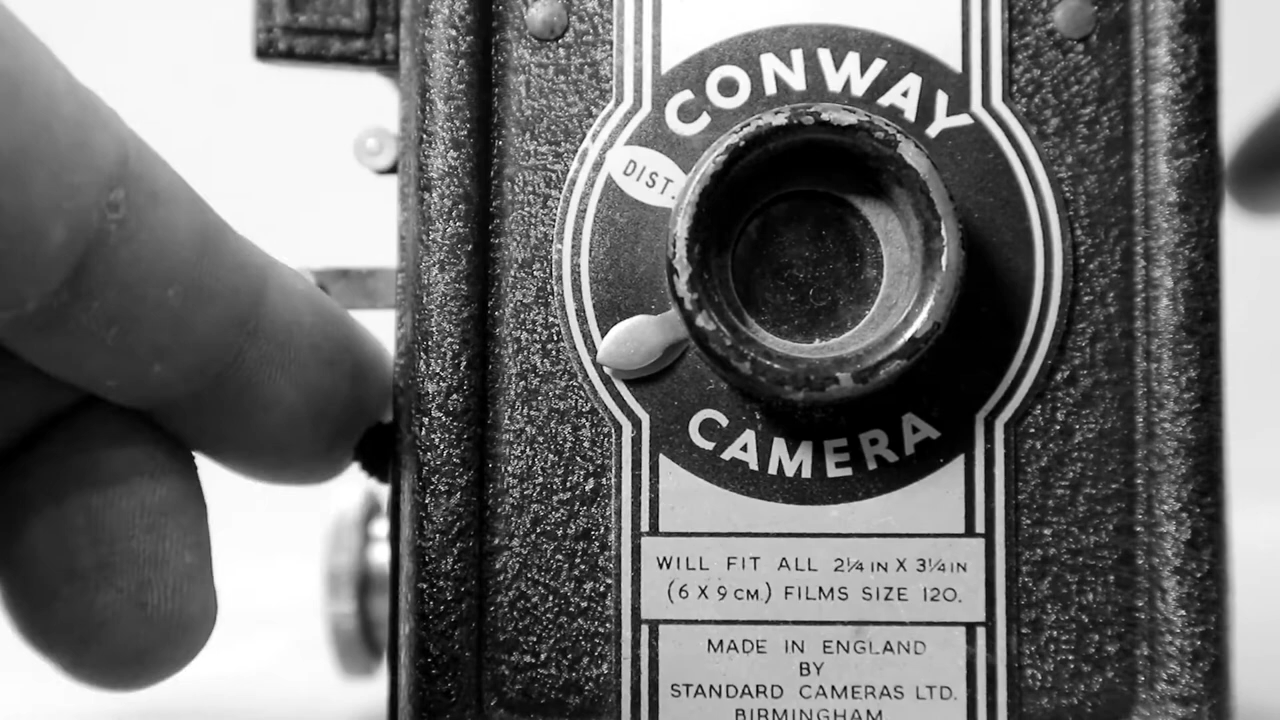 CONWAY
DIST.
CAMERA
WILL FIT ALL 2¼ IN X 3¼ IN
(6 X 9 CM.) FILMS SIZE 120.
MADE IN ENGLAND
BY
STANDARD CAMERAS LTD.
BIRMINGHAM